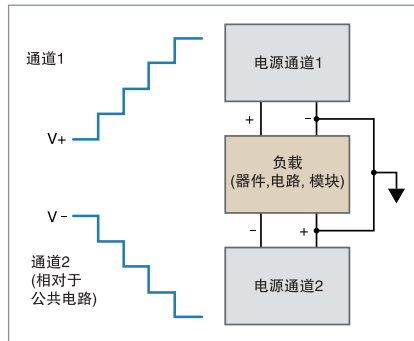 通道1
V+
电源通道1
+
-
负载
(器件,电路, 模块)
-
+
V-
通道2
(相对于
公共电路)
电源通道2